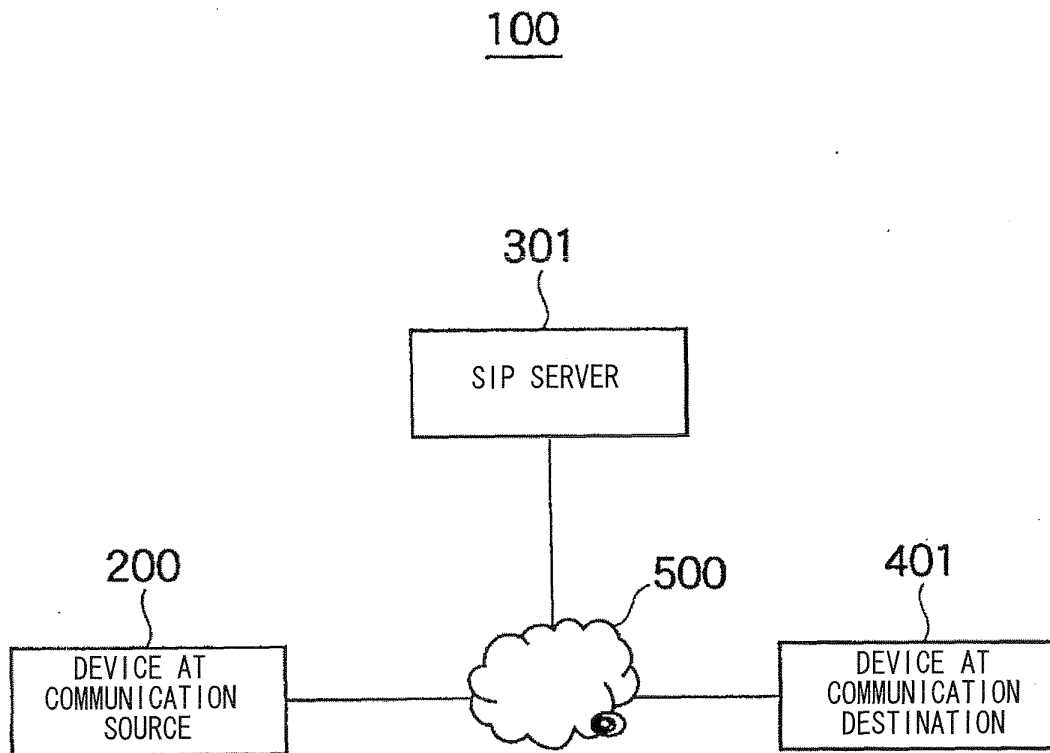 100
301
SIP SERVER
200
500
401
DEVICE AT
COMMUNICATION
SOURCE
DEVICE AT
COMMUNICATION
DESTINATION